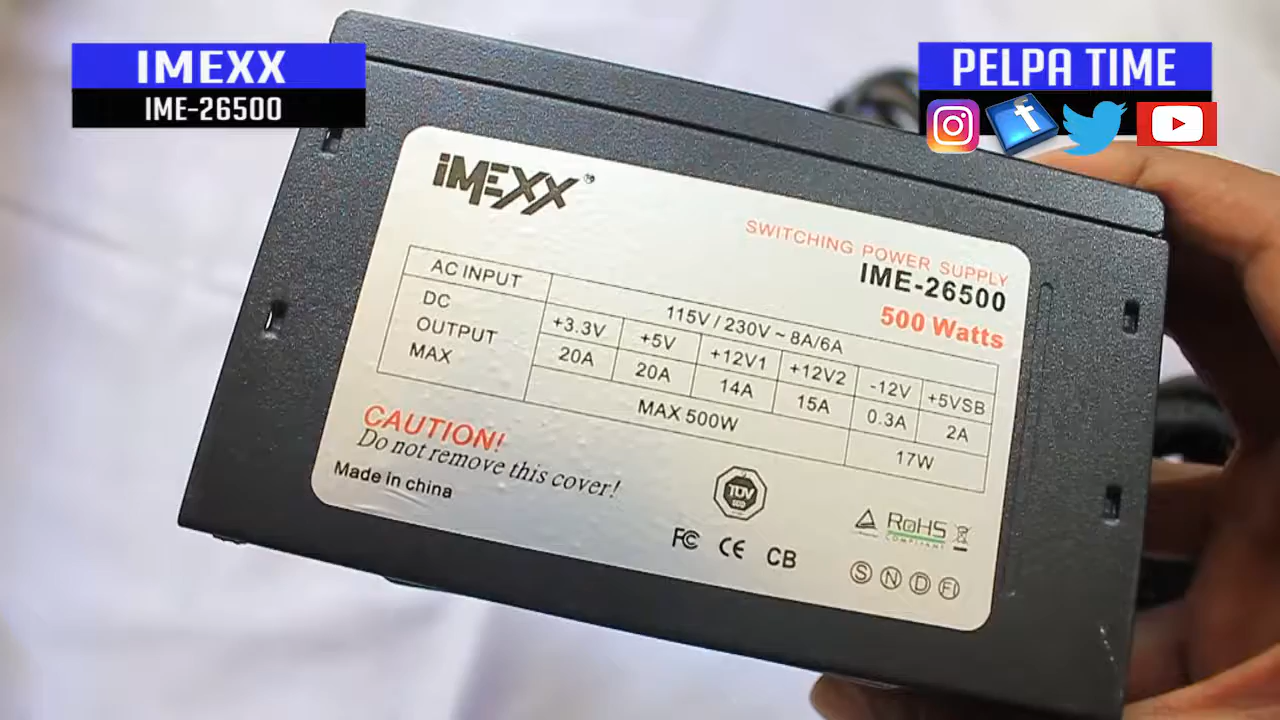 IMEXX
IME-26500
PELPA TIME
iMEXX
SWITCHING POWER SUPPLY
IME-26500
500 Watts
AC INPUT 115V / 230V ~ 8A/6A
DC OUTPUT MAX +3.3V +5V +12V1 +12V2 -12V +5VSB
20A 20A 14A 15A 0.3A 2A
MAX 500W 17W
CAUTION!
Do not remove this cover!
Made in china
TÜV
FC CE CB
RoHS
COMPLIANT
S N D FI